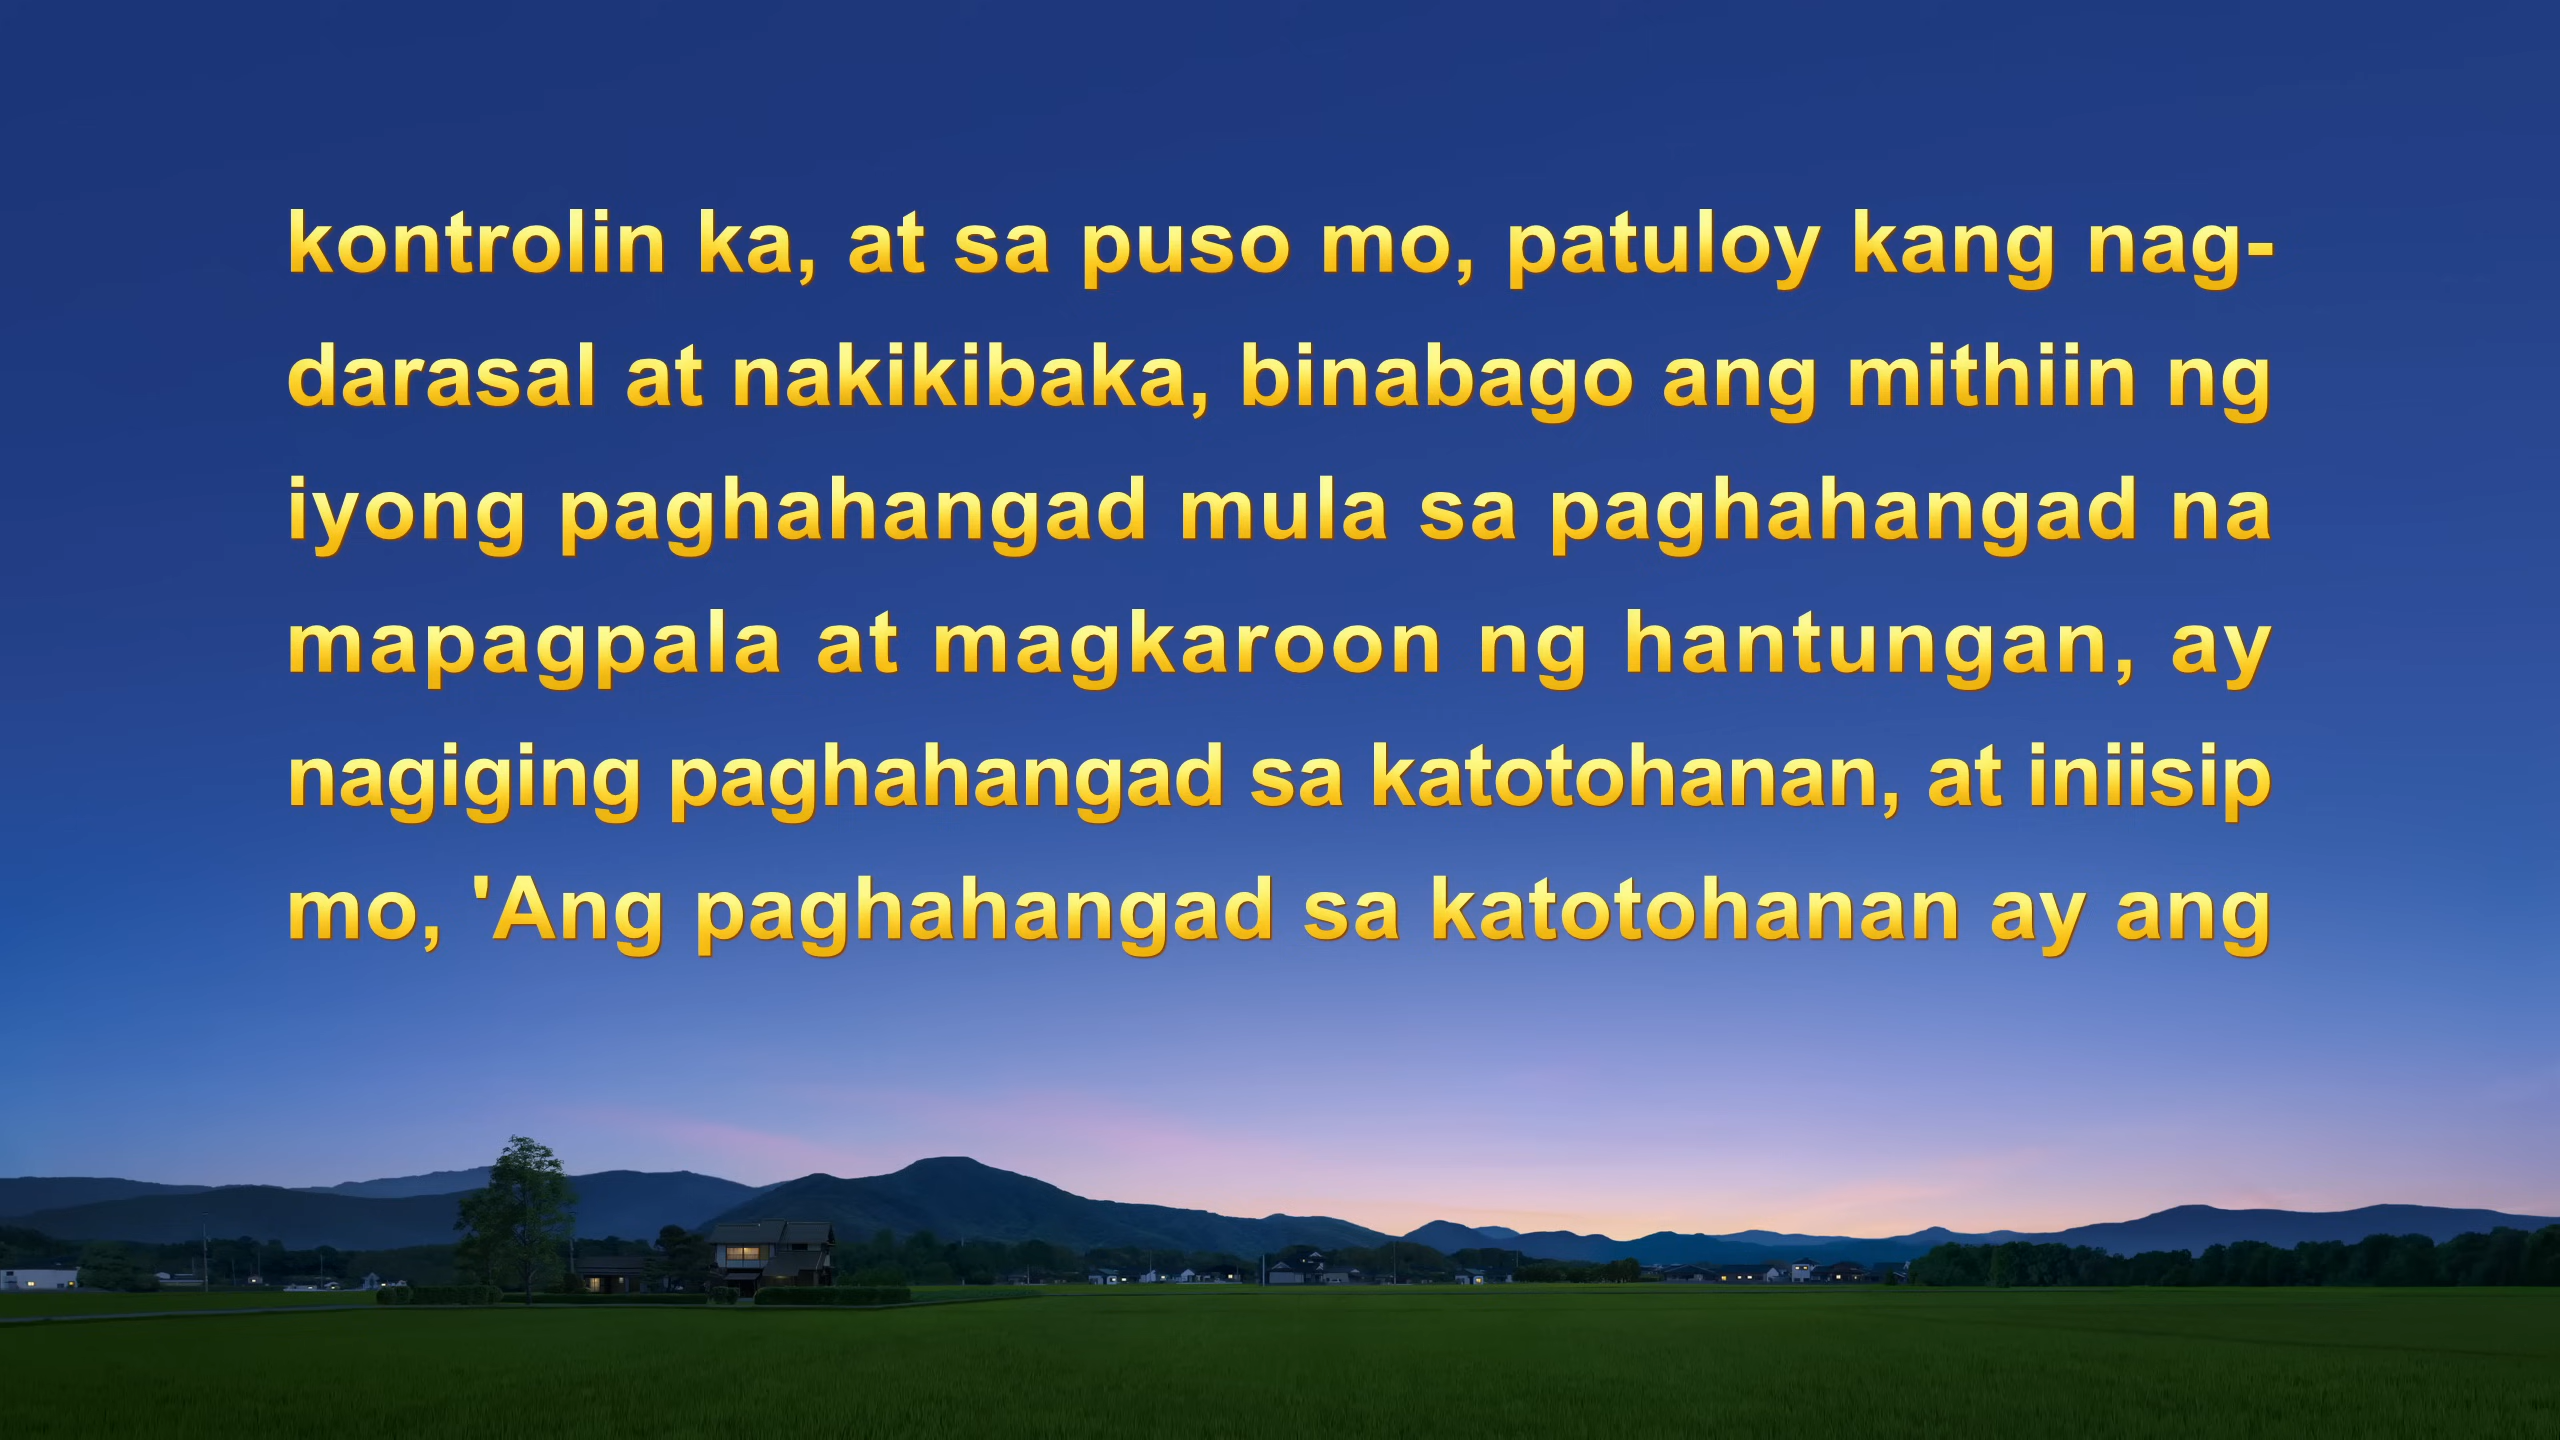 kontrolin ka, at sa puso mo, patuloy kang nag-
darasal at nakikibaka, binabago ang mithiin ng
iyong paghahangad mula sa paghahangad na
mapagpala at magkaroon ng hantungan, ay
nagiging paghahangad sa katotohanan, at iniisip
mo, 'Ang paghahangad sa katotohanan ay ang